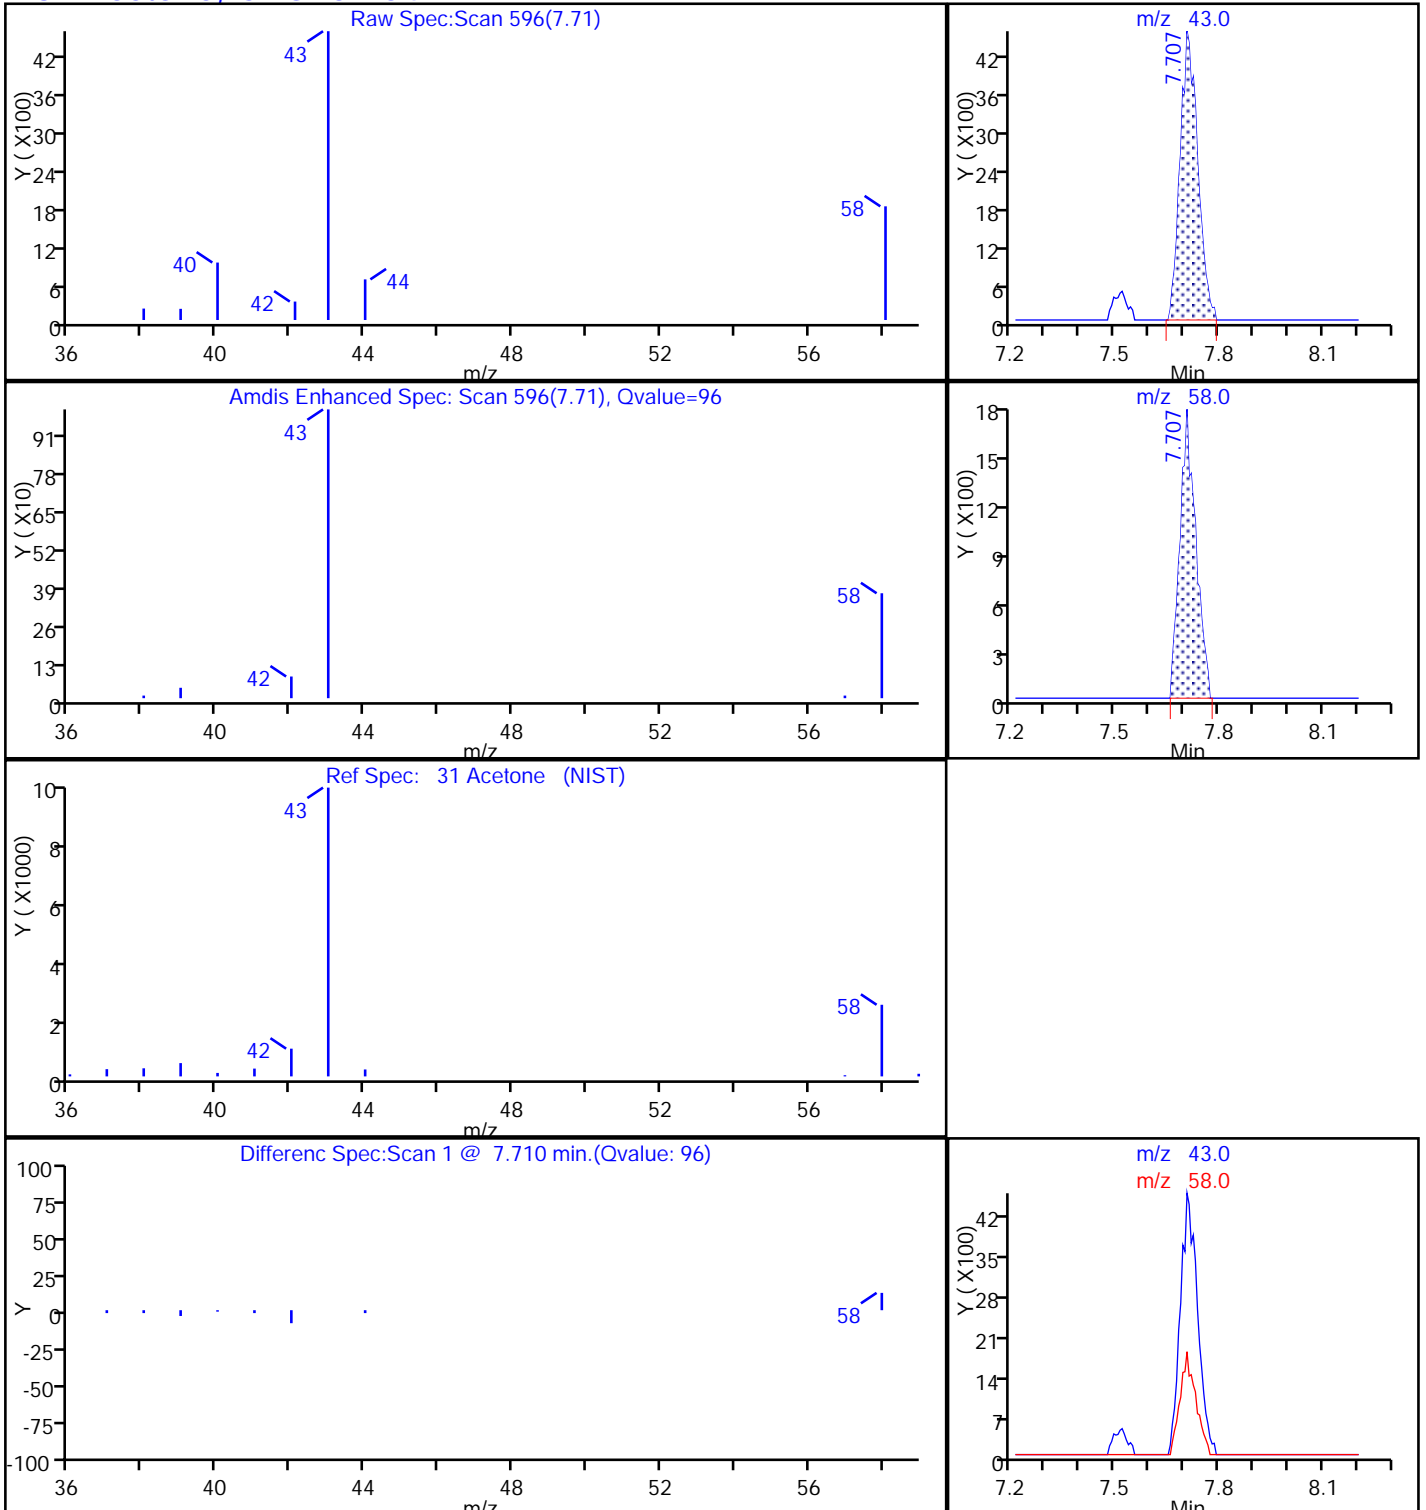 Raw Spec:Scan 596(7.71)
42
36
30
24
18
12
6
0
Y ( X100)
43
40
42
44
58
36 40 44 48 52 56
m/z
m/z 43.0
42
36
30
24
18
12
6
0
Y ( X100)
7.707
7.2 7.5 7.8 8.1
Min
Amdis Enhanced Spec: Scan 596(7.71), Qvalue=96
91
78
65
52
39
26
13
0
Y ( X10)
43
42
58
36 40 44 48 52 56
m/z
m/z 58.0
18
15
12
9
6
3
0
Y ( X100)
7.707
7.2 7.5 7.8 8.1
Min
Ref Spec: 31 Acetone (NIST)
10
8
6
4
2
0
Y ( X1000)
43
42
58
36 40 44 48 52 56
m/z
Differenc Spec:Scan 1 @ 7.710 min.(Qvalue: 96)
100
75
50
25
0
-25
-50
-75
-100
Y
58
36 40 44 48 52 56
m/z
m/z 43.0
m/z 58.0
42
35
28
21
14
7
0
Y ( X100)
7.2 7.5 7.8 8.1
Min